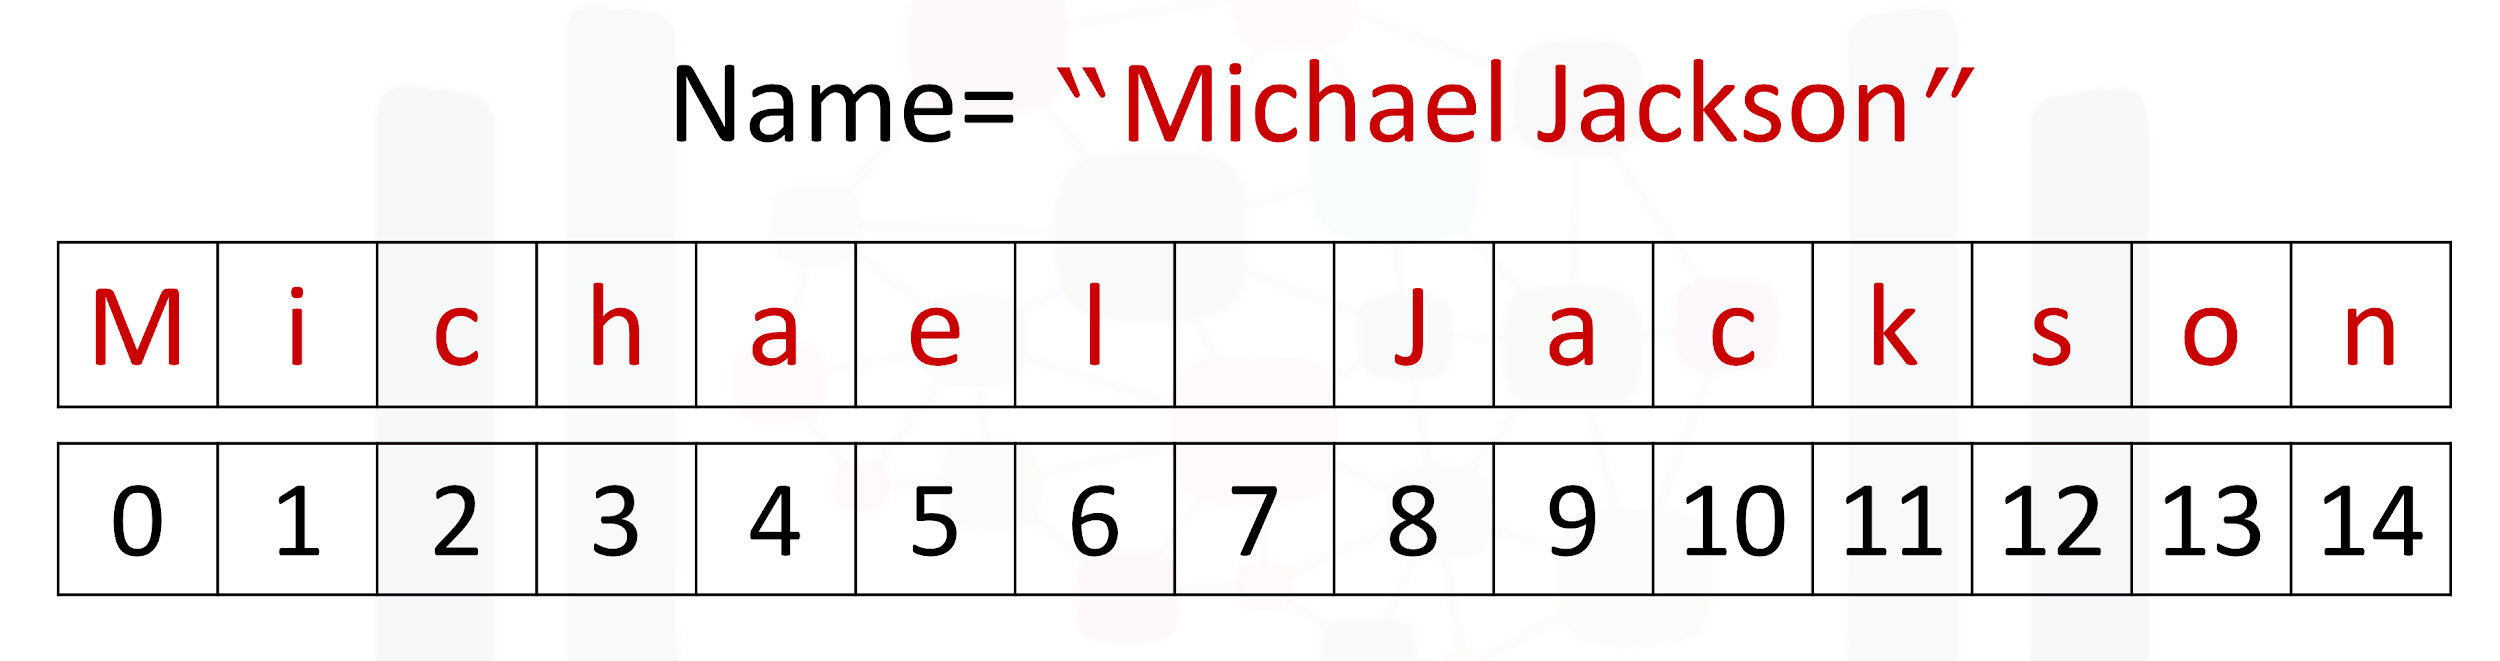 Name= “Michael Jackson”
M i c h a e l J a c k s o n
0 1 2 3 4 5 6 7 8 9 10 11 12 13 14